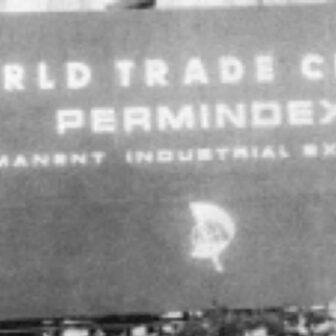 RLD TRADE C
PERMINDEX
MANENT INDUSTRIAL EX